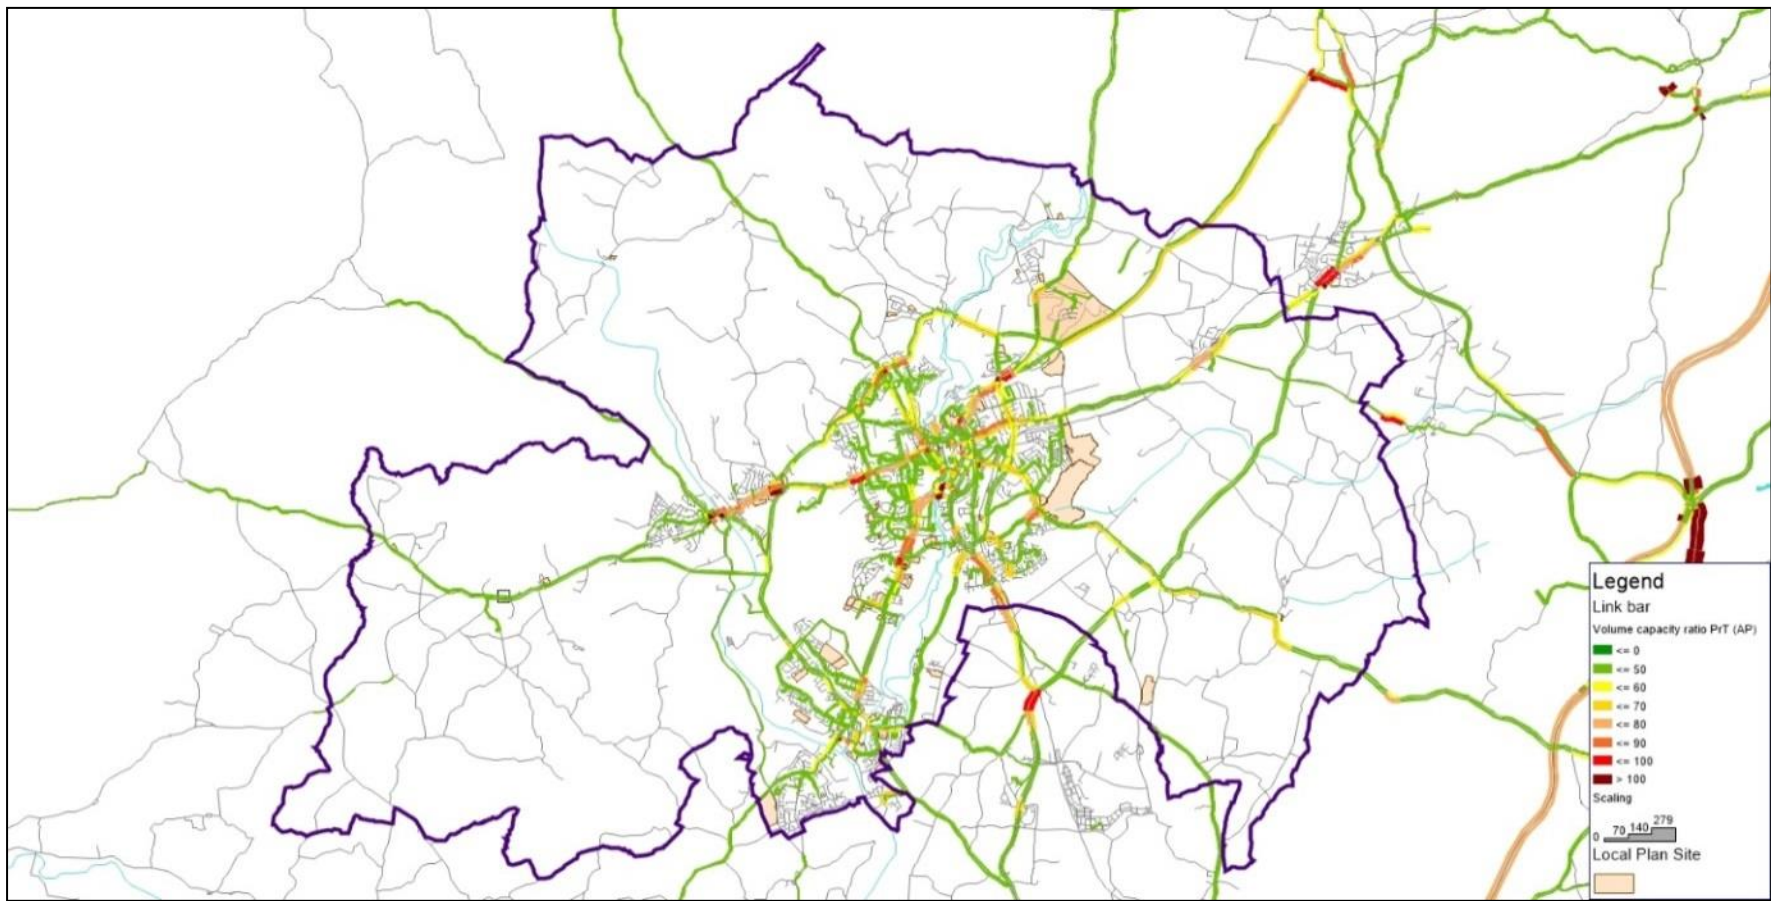 Legend
Link bar
Volume capacity ratio PrT (AP)
<= 0
<= 50
<= 60
<= 70
<= 80
<= 90
<= 100
> 100
Scaling
0 70 140 279
Local Plan Site